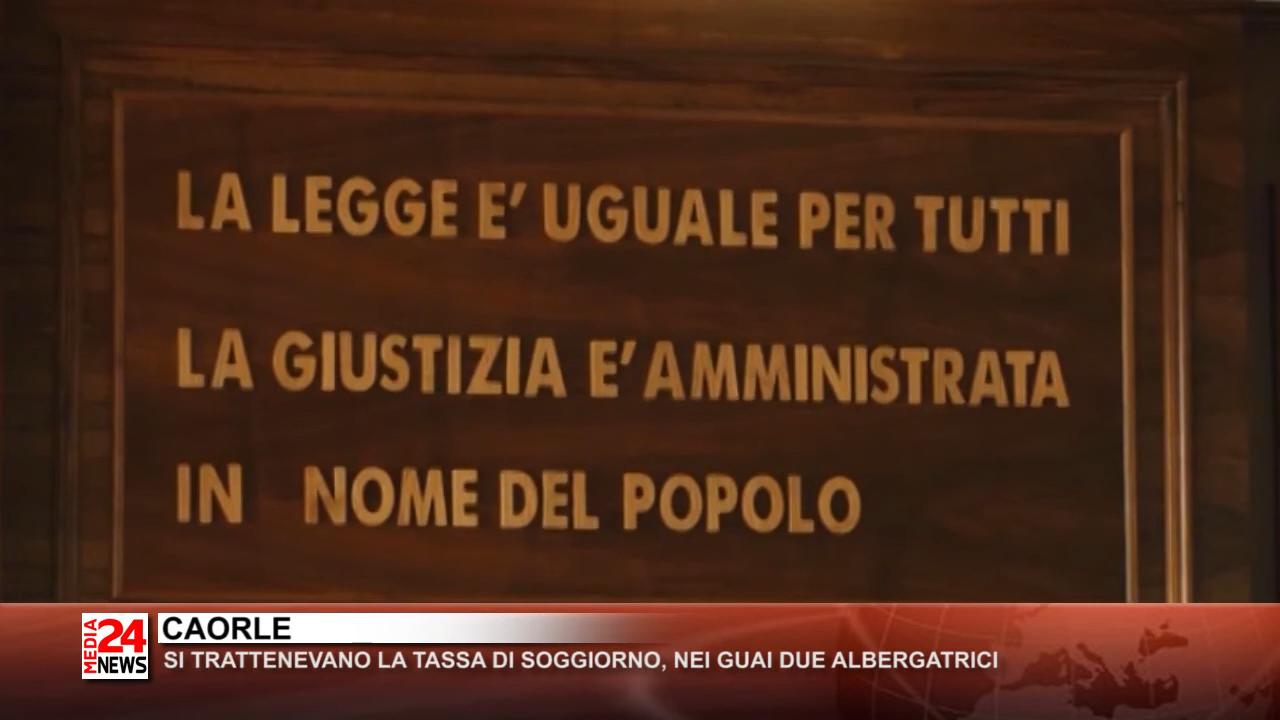 LA LEGGE E' UGUALE PER TUTTI
LA GIUSTIZIA E' AMMINISTRATA
IN NOME DEL POPOLO
MEDIA 24 NEWS
CAORLE
SI TRATTENEVANO LA TASSA DI SOGGIORNO, NEI GUAI DUE ALBERGATRICI